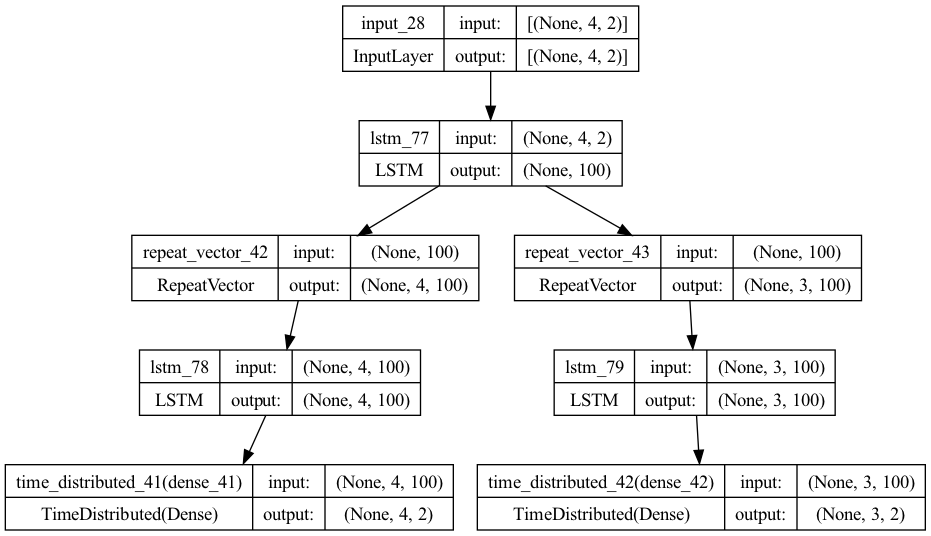 input_28 input: [(None, 4, 2)]
InputLayer output: [(None, 4, 2)]
lstm_77 input: (None, 4, 2)
LSTM output: (None, 100)
repeat_vector_42 input: (None, 100)
RepeatVector output: (None, 4, 100)
repeat_vector_43 input: (None, 100)
RepeatVector output: (None, 3, 100)
lstm_78 input: (None, 4, 100)
LSTM output: (None, 4, 100)
lstm_79 input: (None, 3, 100)
LSTM output: (None, 3, 100)
time_distributed_41(dense_41) input: (None, 4, 100)
TimeDistributed(Dense) output: (None, 4, 2)
time_distributed_42(dense_42) input: (None, 3, 100)
TimeDistributed(Dense) output: (None, 3, 2)